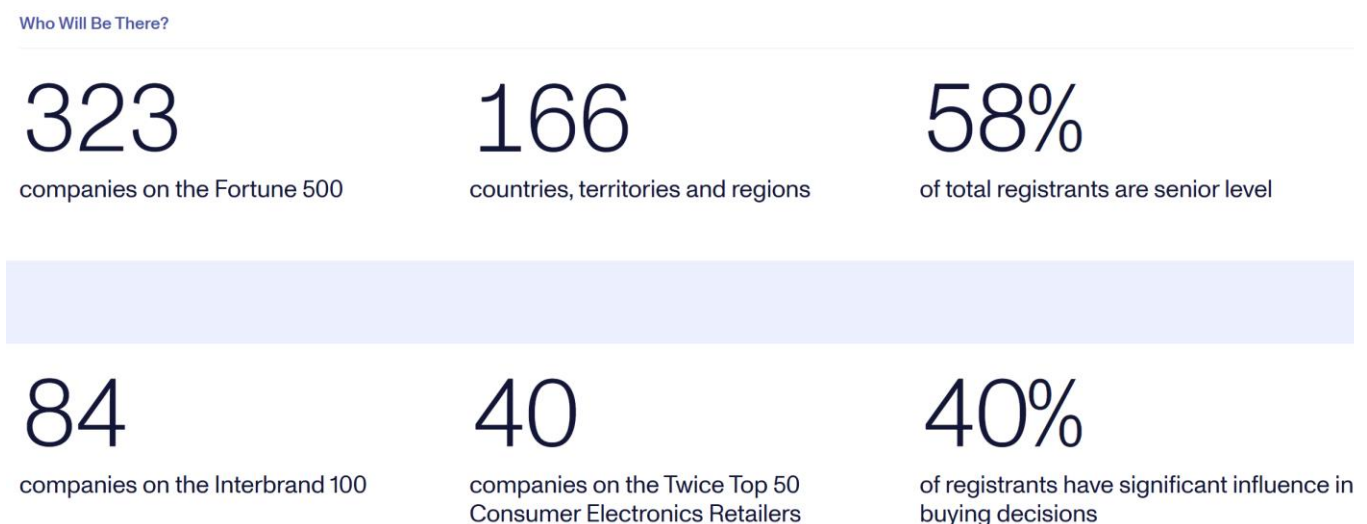 Who Will Be There?
323
166
58%
companies on the Fortune 500
countries, territories and regions
of total registrants are senior level
84
40
40%
companies on the Interbrand 100
companies on the Twice Top 50
Consumer Electronics Retailers
of registrants have significant influence in
buying decisions